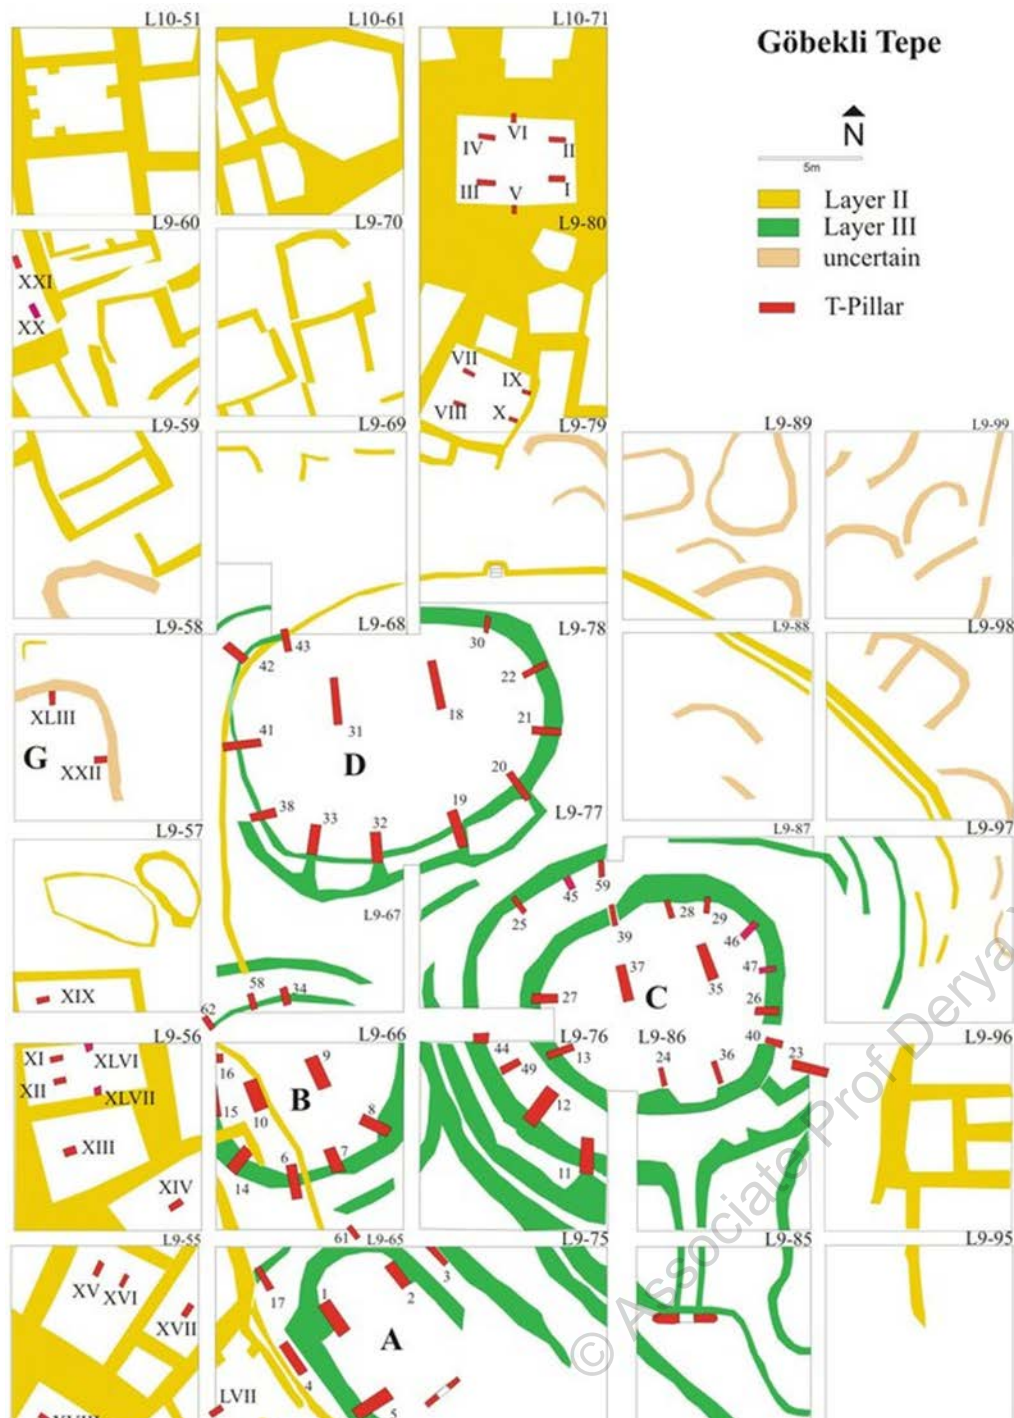 L10-51 L10-61 L10-71
Göbekli Tepe
N
5m
Layer II
Layer III
uncertain
T-Pillar
VI
IV II
III V I
L9-60 L9-70 L9-80
XXI
XX
VII
IX
VIII X
L9-59 L9-69 L9-79 L9-89 L9-99
L9-58 L9-68 L9-78 L9-88 L9-98
43 30
42 22
XLIII 18 21
31
41
G D
XXII 20
38 33 32 19
L9-57 L9-77 L9-87 L9-97
59
45
25 28 29
L9-67 39 46
37 47
35
C
XIX 58 34 27 26
62
L9-56 L9-66 L9-76 L9-86 40 L9-96
XI XLVI 9 44 13 24 36 23
16 49
XII
XLVII 15 10 B 8 12
XIII 6 7
14 11
XIV
61
L9-55 L9-65 L9-75 L9-85 L9-95
3
XV XVI 17 1 2
XVII A
4
LVII 5
XVIII
© Associate Prof Derya